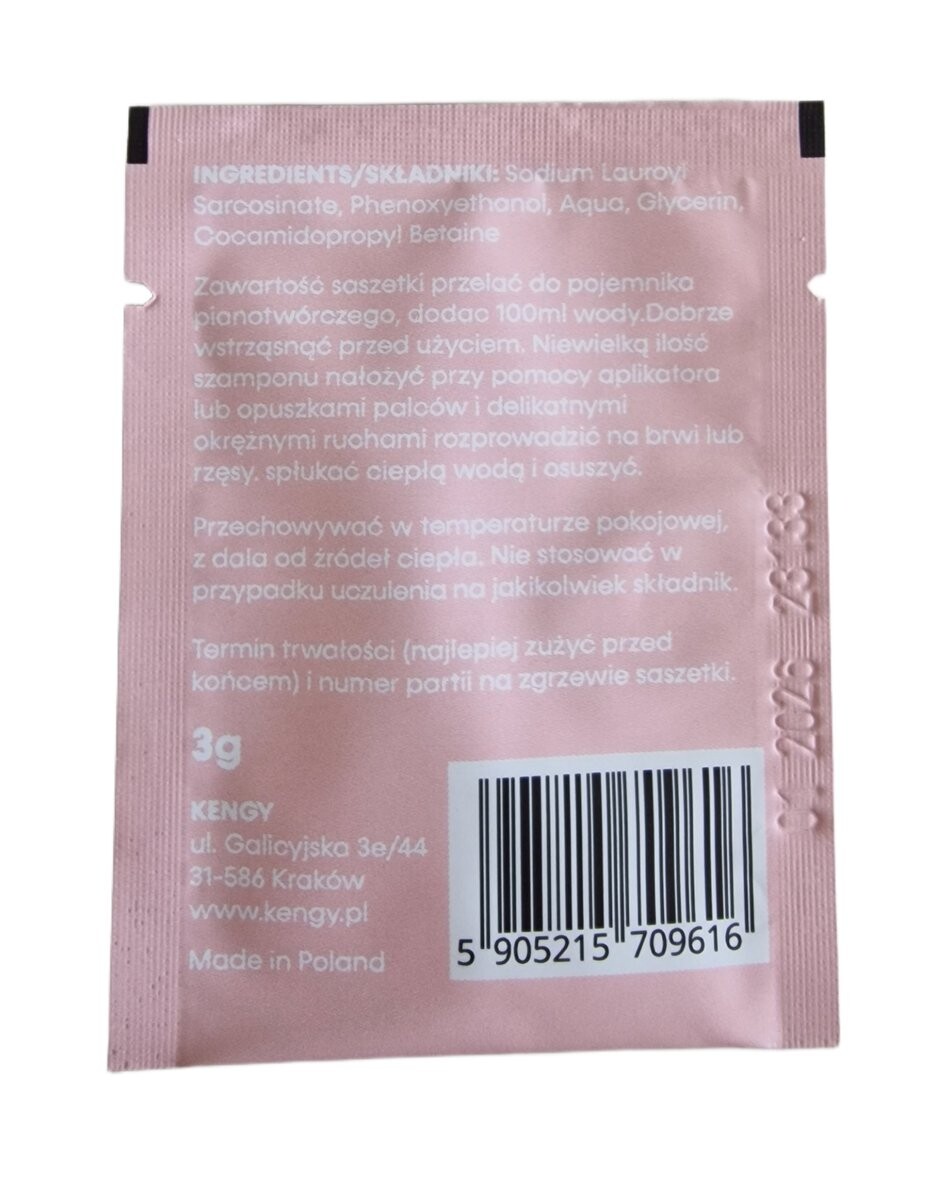 INGREDIENTS/SKŁADNIKI: Sodium Lauroyl
Sarcosinate, Phenoxyethanol, Aqua, Glycerin,
Cocamidopropyl Betaine
Zawartość saszetki przelać do pojemnika
pianotwórczego, dodac 100ml wody.Dobrze
wstrząsnąć przed użyciem. Niewielką ilość
szamponu nałożyć przy pomocy aplikatora
lub opuszkami palców i delikatnymi
okrężnymi ruchami rozprowadzić na brwi lub
rzęsy. spłukać ciepłą wodą i osuszyć.
Przechowywać w temperaturze pokojowej,
z dala od źródeł ciepła. Nie stosować w
przypadku uczulenia na jakikolwiek składnik.
Termin trwałości (najlepiej zużyć przed
końcem) i numer partii na zgrzewie saszetki.
3g
KENGY
ul. Galicyjska 3e/44
31-586 Kraków
www.kengy.pl
Made in Poland
5 905215 709616